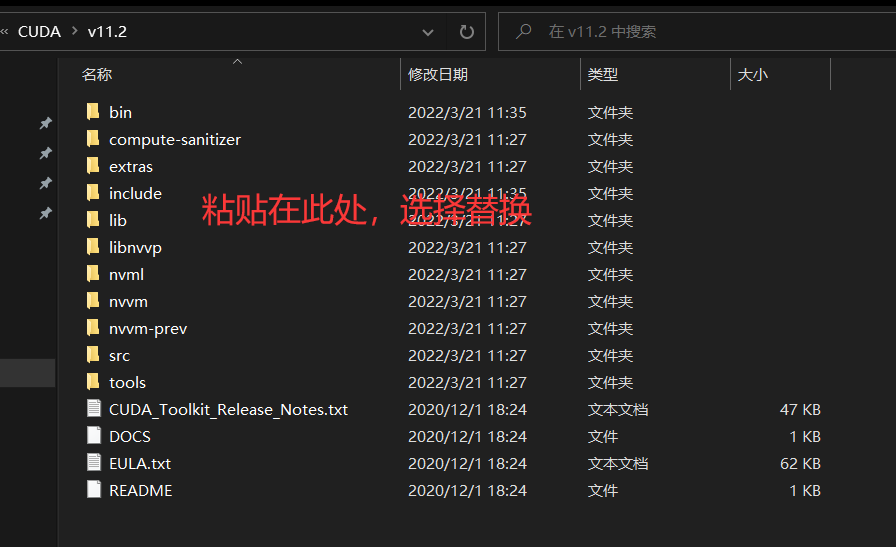 « CUDA > v11.2
在 v11.2 中搜索
名称 修改日期 类型 大小
bin 2022/3/21 11:35 文件夹
compute-sanitizer 2022/3/21 11:27 文件夹
extras 2022/3/21 11:27 文件夹
include 2022/3/21 11:35 文件夹
粘贴在此处，选择替换
lib 2022/3/21 11:27 文件夹
libnvvp 2022/3/21 11:27 文件夹
nvml 2022/3/21 11:27 文件夹
nvvm 2022/3/21 11:27 文件夹
nvvm-prev 2022/3/21 11:27 文件夹
src 2022/3/21 11:27 文件夹
tools 2022/3/21 11:27 文件夹
CUDA_Toolkit_Release_Notes.txt 2020/12/1 18:24 文本文档 47 KB
DOCS 2020/12/1 18:24 文件 1 KB
EULA.txt 2020/12/1 18:24 文本文档 62 KB
README 2020/12/1 18:24 文件 1 KB